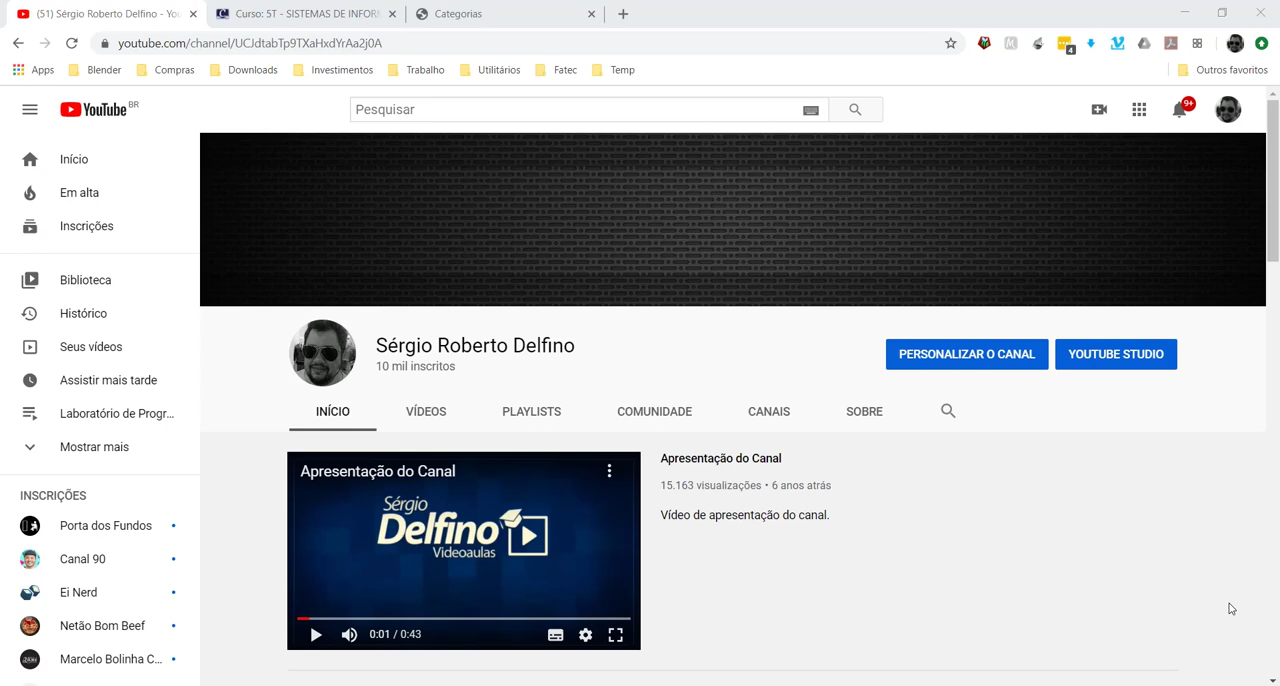 (51) Sérgio Roberto Delfino - You
Curso: 5T - SISTEMAS DE INFOR
Categorias
youtube.com/channel/UCJdtabTp9TXaHxdYrAa2j0A
4
Apps
Blender
Compras
Downloads
Investimentos
Trabalho
Utilitários
Fatec
Temp
Outros favoritos
YouTube BR
Pesquisar
9+
Início
Em alta
Inscrições
Biblioteca
Histórico
Seus vídeos
Assistir mais tarde
Laboratório de Progr...
Mostrar mais
INSCRIÇÕES
Porta dos Fundos
Canal 90
Ei Nerd
Netão Bom Beef
Marcelo Bolinha C...
Sérgio Roberto Delfino
10 mil inscritos
PERSONALIZAR O CANAL
YOUTUBE STUDIO
INÍCIO
VÍDEOS
PLAYLISTS
COMUNIDADE
CANAIS
SOBRE
Apresentação do Canal
Sérgio
Delfino
Videoaulas
0:01 / 0:43
Apresentação do Canal
15.163 visualizações • 6 anos atrás
Vídeo de apresentação do canal.